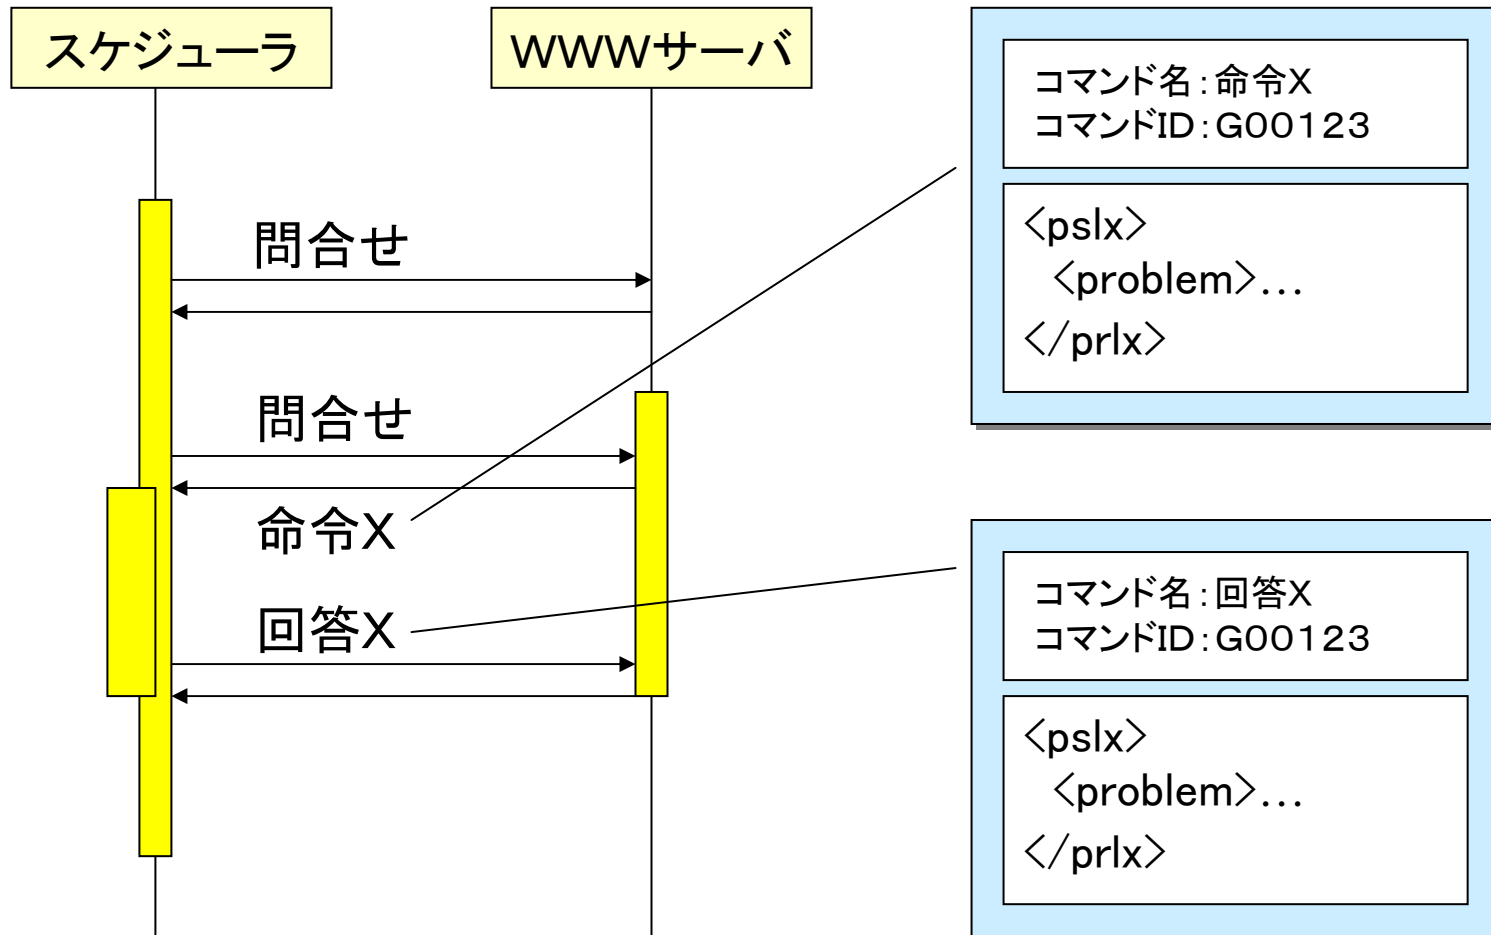 スケジューラ
WWWサーバ
問合せ
問合せ
命令X
回答X
コマンド名:命令X
コマンドID:G00123
<pslx>
<problem>...
</prlx>
コマンド名:回答X
コマンドID:G00123
<pslx>
<problem>...
</prlx>